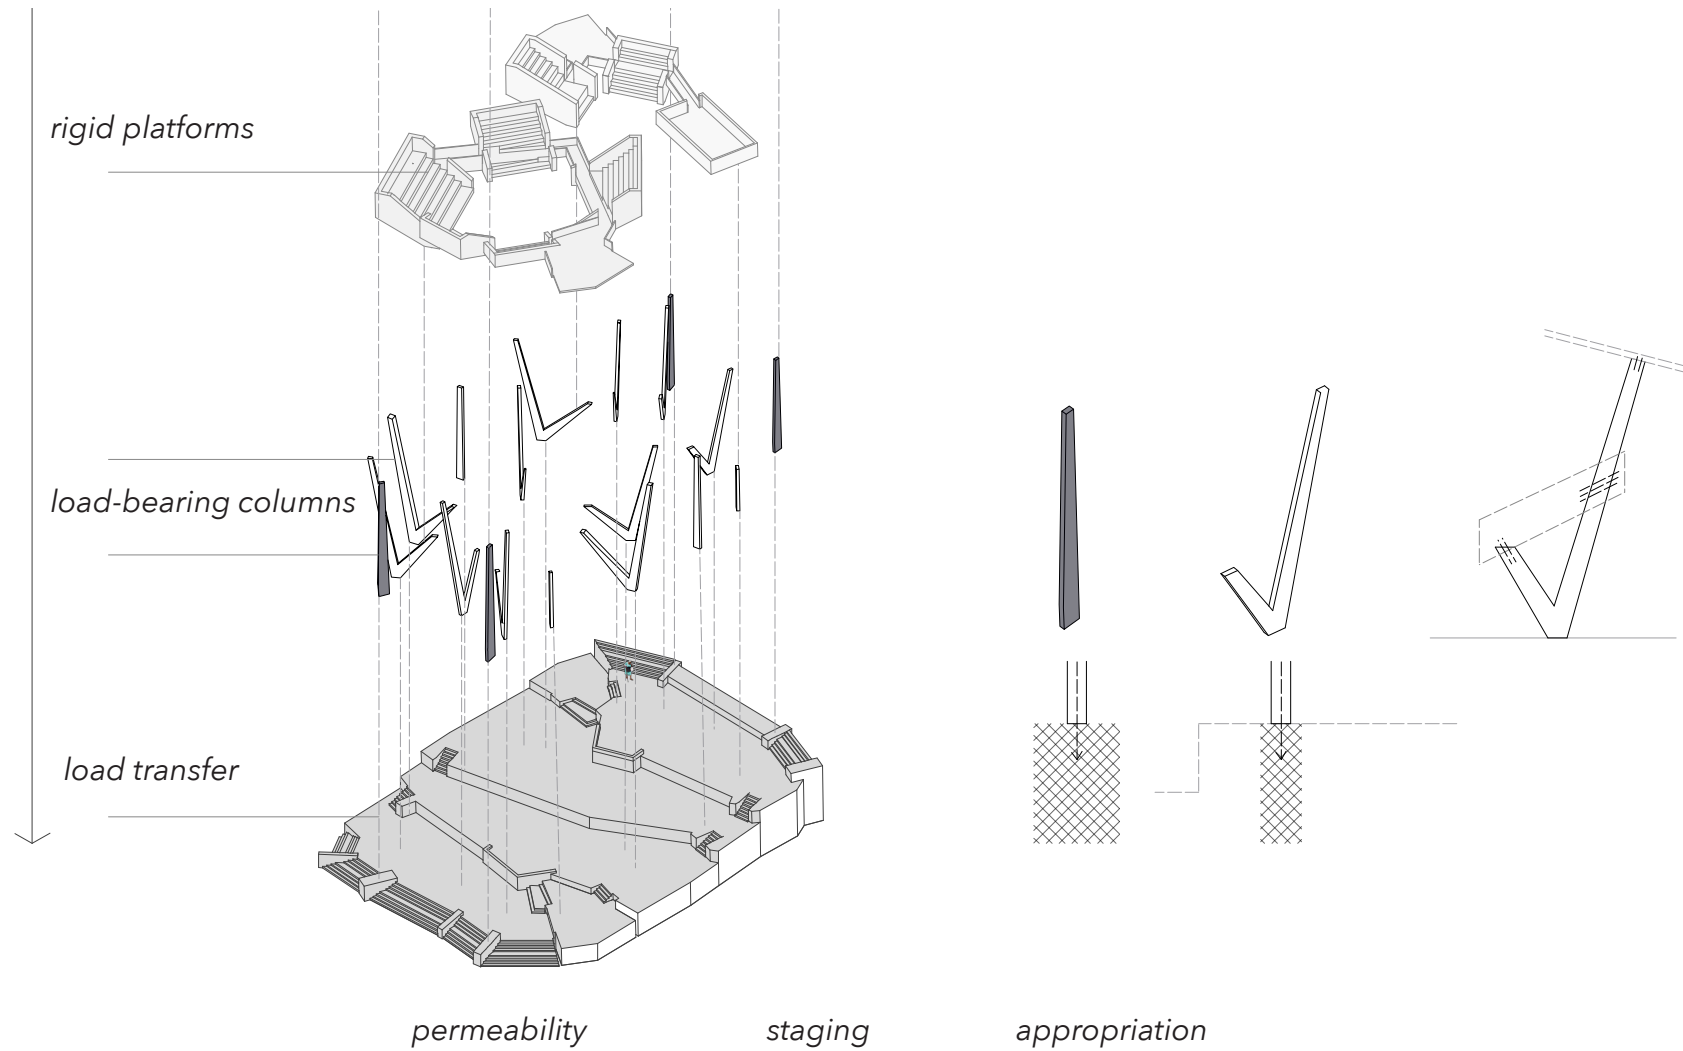 rigid platforms
load-bearing columns
load transfer
permeability
staging
appropriation